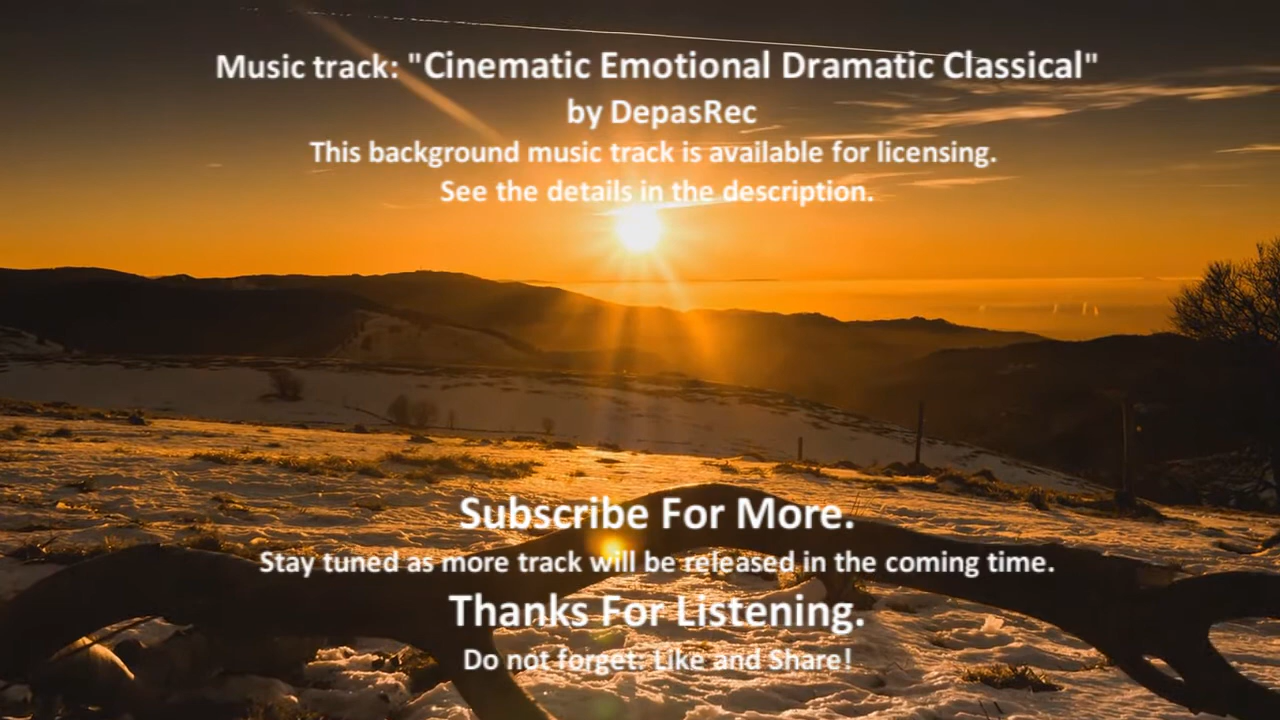 Music track: "Cinematic Emotional Dramatic Classical"
by DepasRec
This background music track is available for licensing.
See the details in the description.
Subscribe For More.
Stay tuned as more track will be released in the coming time.
Thanks For Listening.
Do not forget: Like and Share!